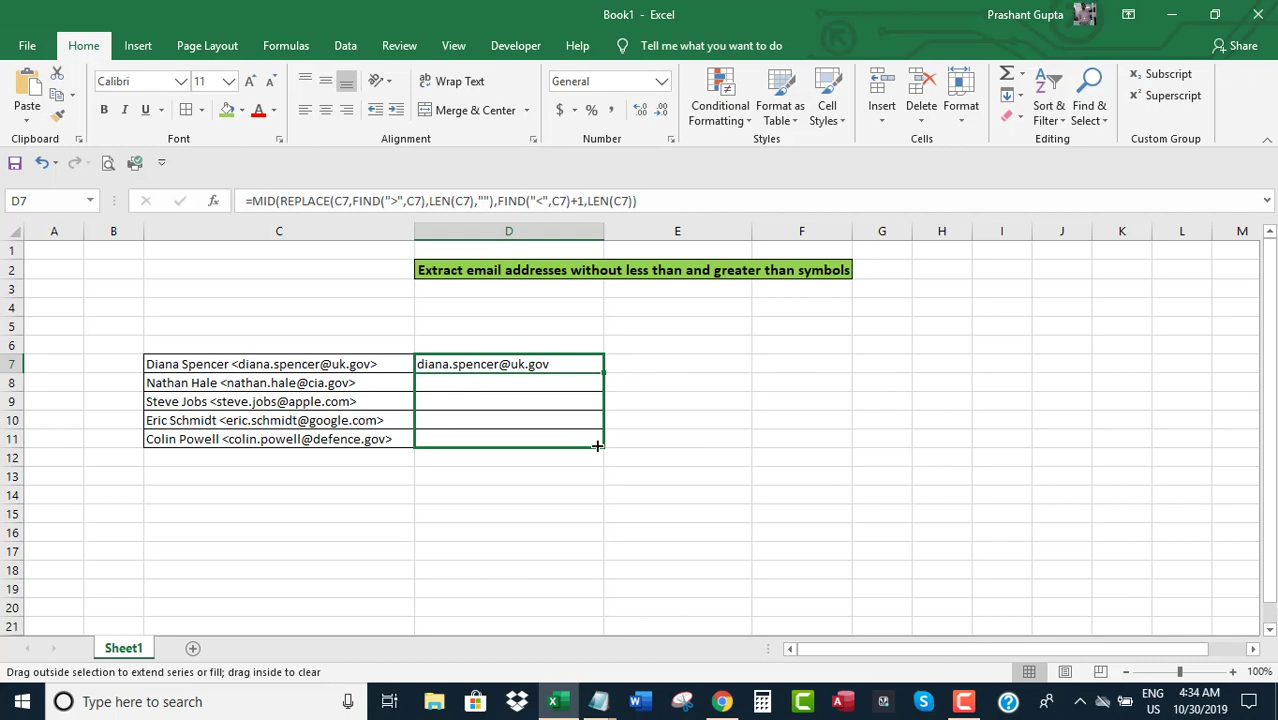 Book1 - Excel
Prashant Gupta
File Home Insert Page Layout Formulas Data Review View Developer Help Tell me what you want to do Share
Paste
Calibri 11
Wrap Text
General
Conditional Formatting
Format as Table
Cell Styles
Insert
Delete
Format
Sort & Filter
Find & Select
Subscript
B I U A
Merge & Center
$ % ,
Superscript
Clipboard Font Alignment Number Styles Cells Editing Custom Group
D7
fx
=MID(REPLACE(C7,FIND(">",C7),LEN(C7),""),FIND("<",C7)+1,LEN(C7))
A B C D E F G H I J K L M
1
2 Extract email addresses without less than and greater than symbols
3
4
5
6
7 Diana Spencer <diana.spencer@uk.gov> diana.spencer@uk.gov
8 Nathan Hale <nathan.hale@cia.gov>
9 Steve Jobs <steve.jobs@apple.com>
10 Eric Schmidt <eric.schmidt@google.com>
11 Colin Powell <colin.powell@defence.gov>
12
13
14
15
16
17
18
19
20
21
Sheet1
Drag outside selection to extend series or fill; drag inside to clear
100%
Type here to search
ENG
US
4:34 AM
10/30/2019